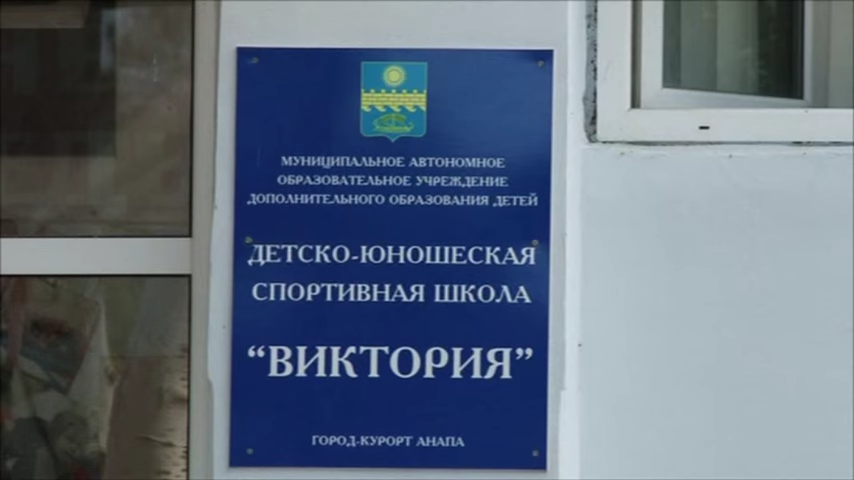 МУНИЦИПАЛЬНОЕ АВТОНОМНОЕ
ОБРАЗОВАТЕЛЬНОЕ УЧРЕЖДЕНИЕ
ДОПОЛНИТЕЛЬНОГО ОБРАЗОВАНИЯ ДЕТЕЙ
ДЕТСКО-ЮНОШЕСКАЯ
СПОРТИВНАЯ ШКОЛА
“ВИКТОРИЯ”
ГОРОД-КУРОРТ АНАПА